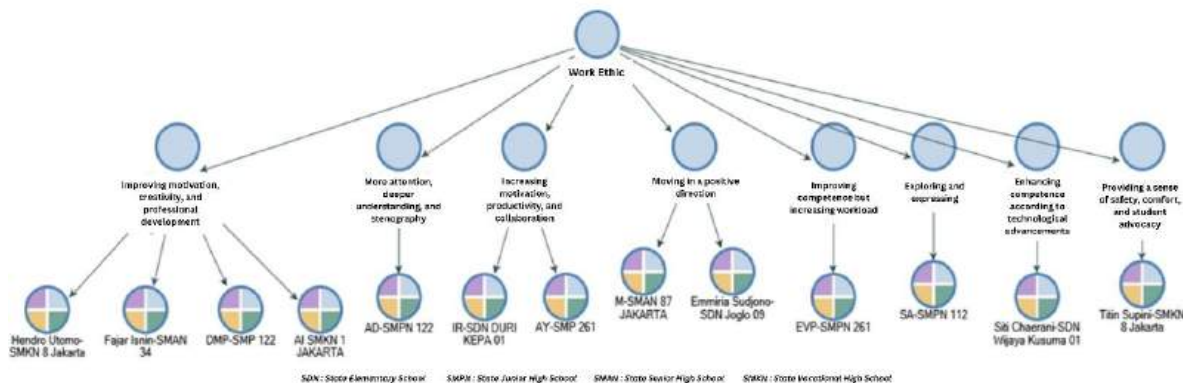 Work Ethic
Improving motivation,
creativity, and
professional
development
More attention,
deeper
understanding, and
stenography
Increasing
motivation,
productivity, and
collaboration
Moving in a positive
direction
Improving
competence but
increasing workload
Exploring and
expressing
Enhancing
competence
according to
technological
advancements
Providing a sense
of safety, comfort,
and student
advocacy
Hendro Utomo-
SMKN 8 Jakarta
Fajar Isnin-SMAN
34
DMP-SMP 122
AI SMKN 1
JAKARTA
AD-SMPN 122
IR-SDN DURI
KEPA 01
AY-SMP 261
M-SMAN 87
JAKARTA
Emmiria Sudjono-
SDN Joglo 09
EVP-SMPN 261
SA-SMPN 112
Siti Chaerani-SDN
Wijaya Kusuma 01
Titin Supini-SMKN
8 Jakarta
SDN : State Elementary School SMPN : State Junior High School SMAN : State Senior High School SMKN : State Vocational High School